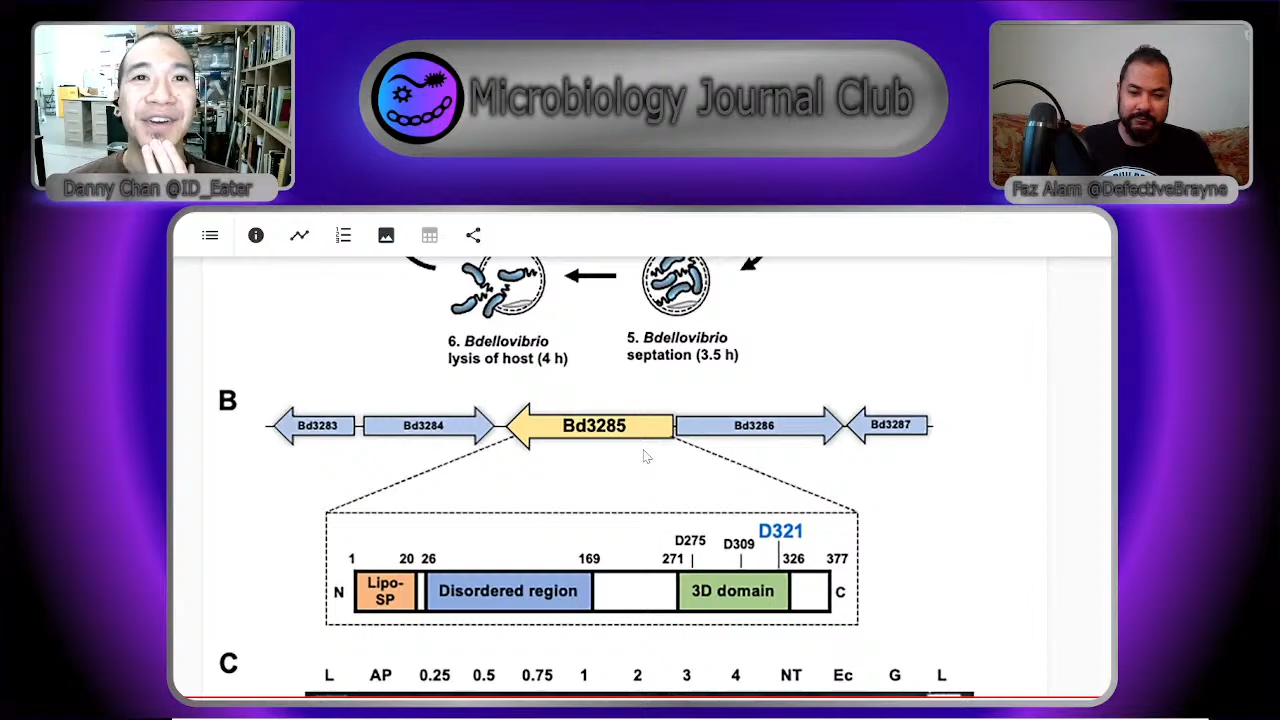 Microbiology Journal Club
Danny Chan @ID_Eater
Faz Alam @DefectiveBrayne
6. Bdellovibrio
lysis of host (4 h)
5. Bdellovibrio
septation (3.5 h)
B
Bd3283
Bd3284
Bd3285
Bd3286
Bd3287
D275
D309
D321
1
20
26
169
271
326
377
N
Lipo-
SP
Disordered region
3D domain
C
C
L
AP
0.25
0.5
0.75
1
2
3
4
NT
Ec
G
L